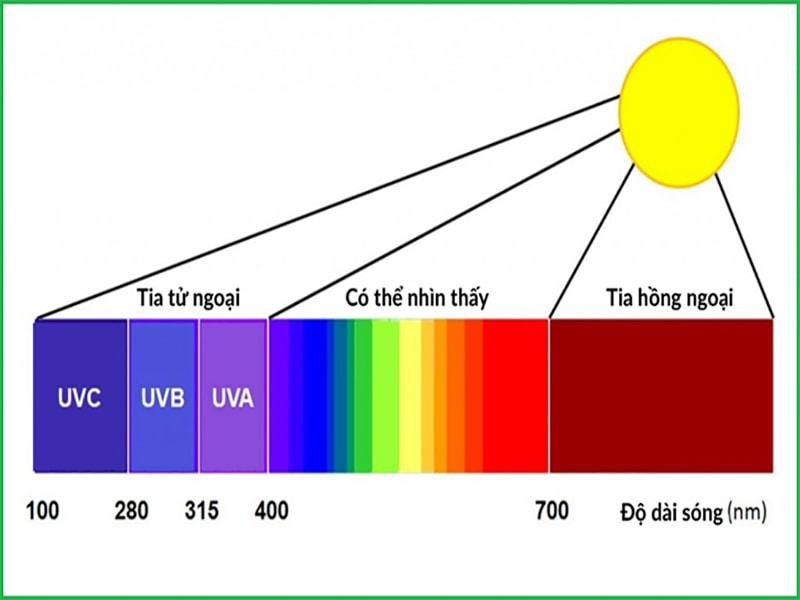 Tia tử ngoại Có thể nhìn thấy Tia hồng ngoại
UVC UVB UVA
100 280 315 400 700 Độ dài sóng (nm)